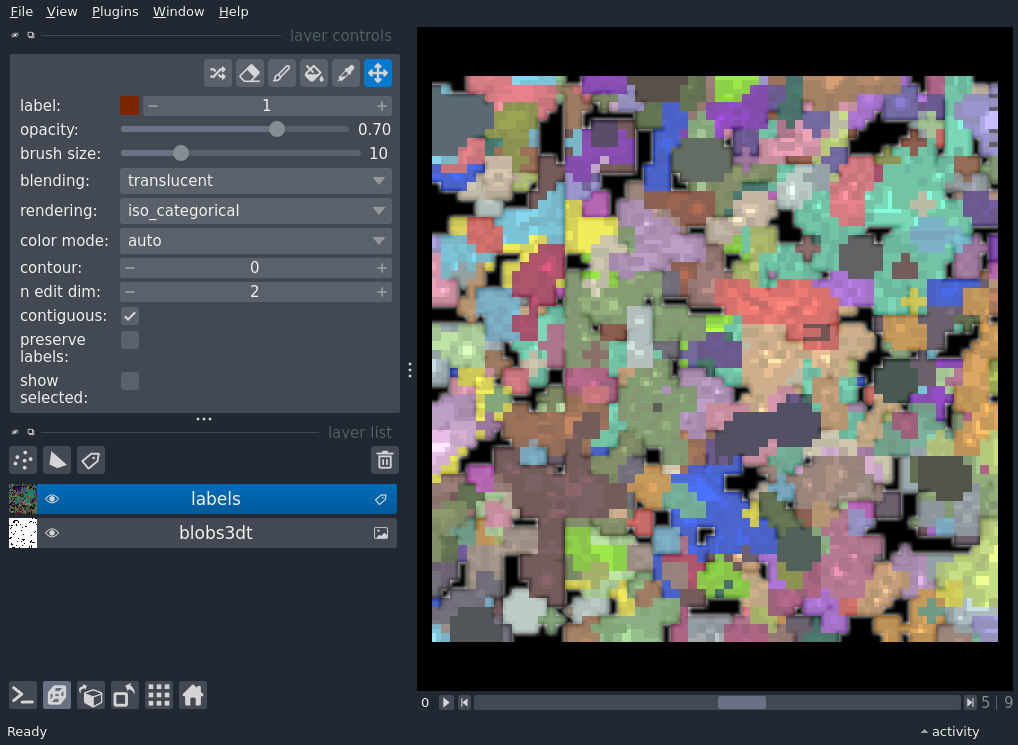 File View Plugins Window Help
layer controls
label: 1
opacity: 0.70
brush size: 10
blending: translucent
rendering: iso_categorical
color mode: auto
contour: 0
n edit dim: 2
contiguous:
preserve
labels:
show
selected:
layer list
labels
blobs3dt
0 5 | 9
Ready activity